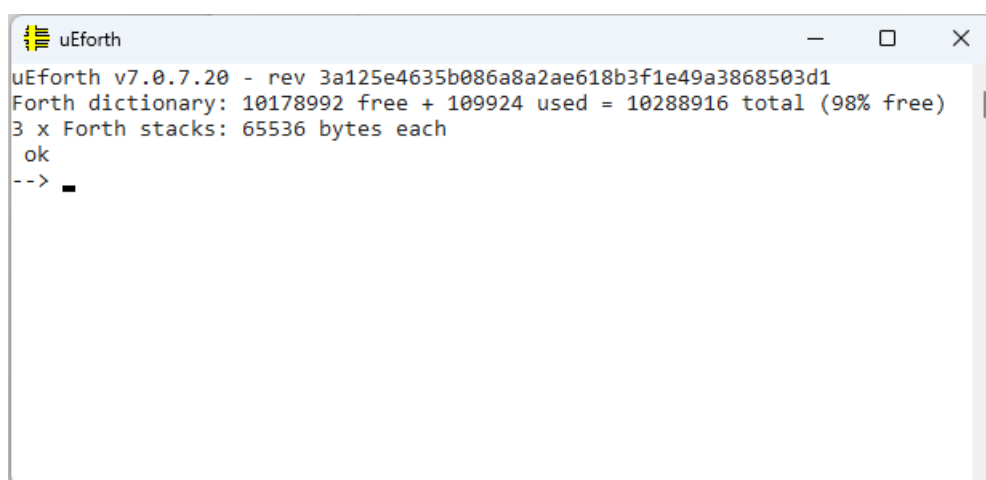 uEforth
uEforth v7.0.7.20 - rev 3a125e4635b086a8a2ae618b3f1e49a3868503d1
Forth dictionary: 10178992 free + 109924 used = 10288916 total (98% free)
3 x Forth stacks: 65536 bytes each
ok
-->